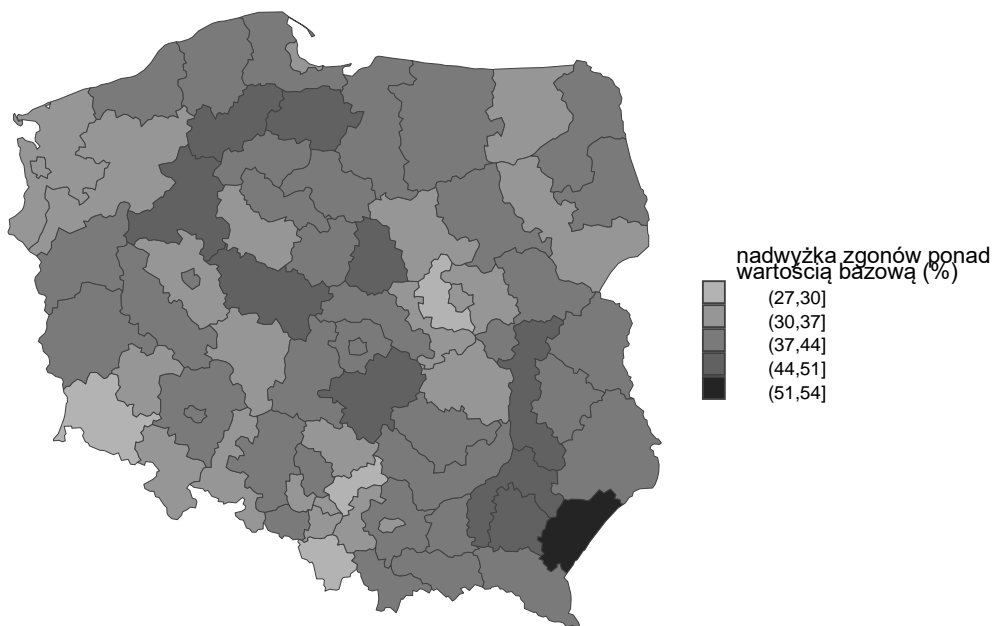 nadwyżka zgonów ponad
wartością bazową (%)
(27,30]
(30,37]
(37,44]
(44,51]
(51,54]